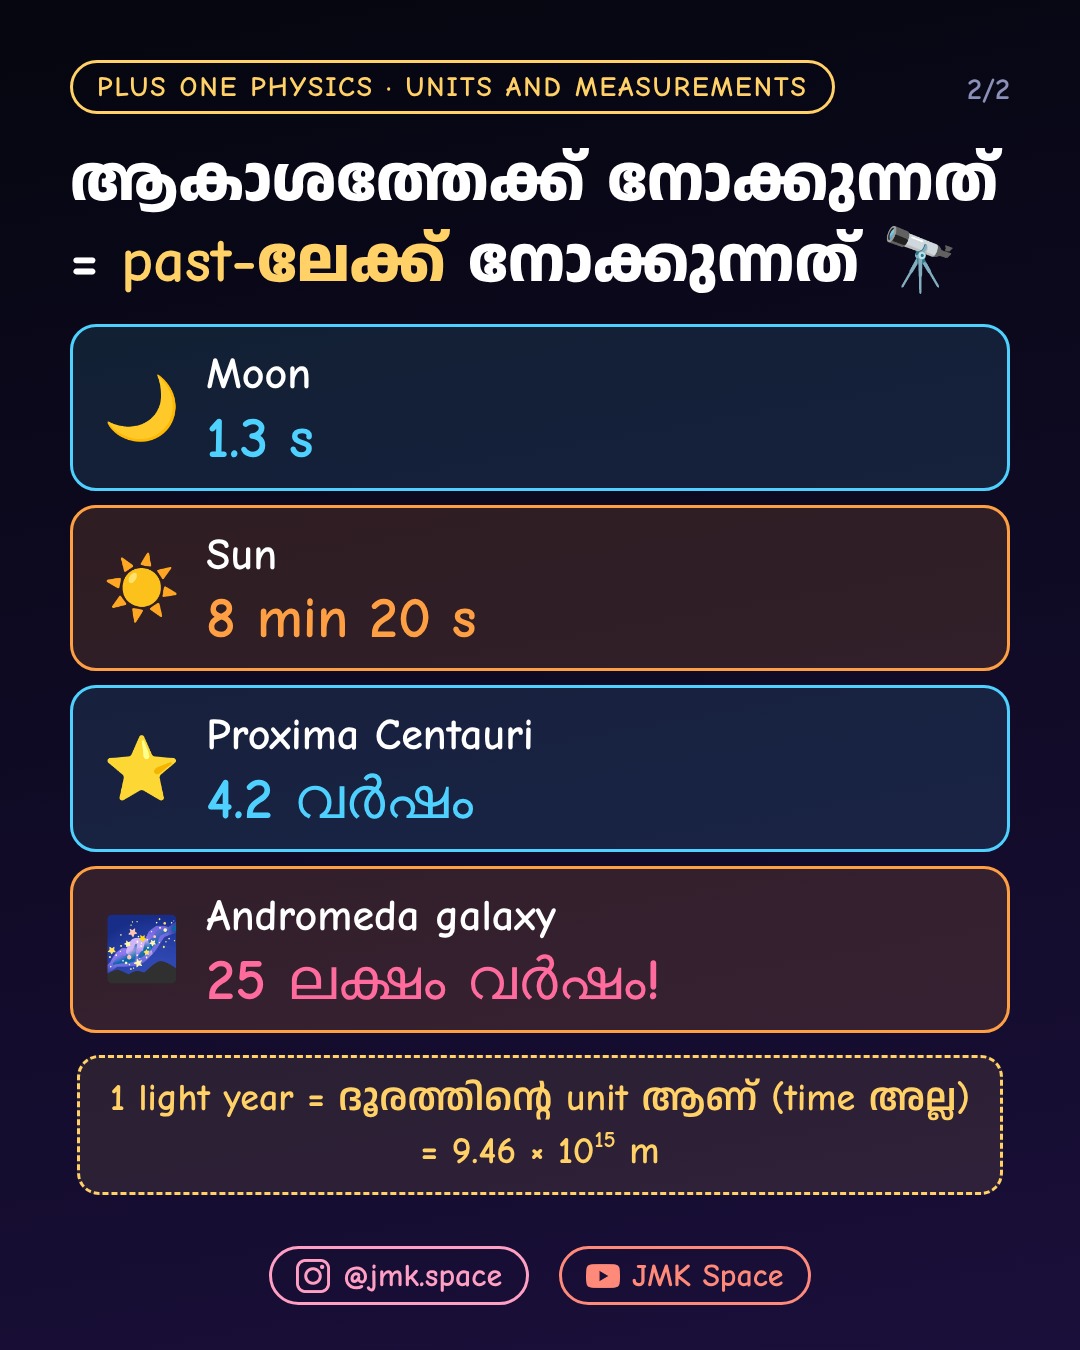 PLUS ONE PHYSICS · UNITS AND MEASUREMENTS
2/2
ആകാശത്തേക്ക് നോക്കുന്നത്
= past-ലേക്ക് നോക്കുന്നത്
Moon
1.3 s
Sun
8 min 20 s
Proxima Centauri
4.2 വർഷം
Andromeda galaxy
25 ലക്ഷം വർഷം!
1 light year = ദൂരത്തിന്റെ unit ആണ് (time അല്ല)
= 9.46 × 10¹⁵ m
@jmk.space
JMK Space